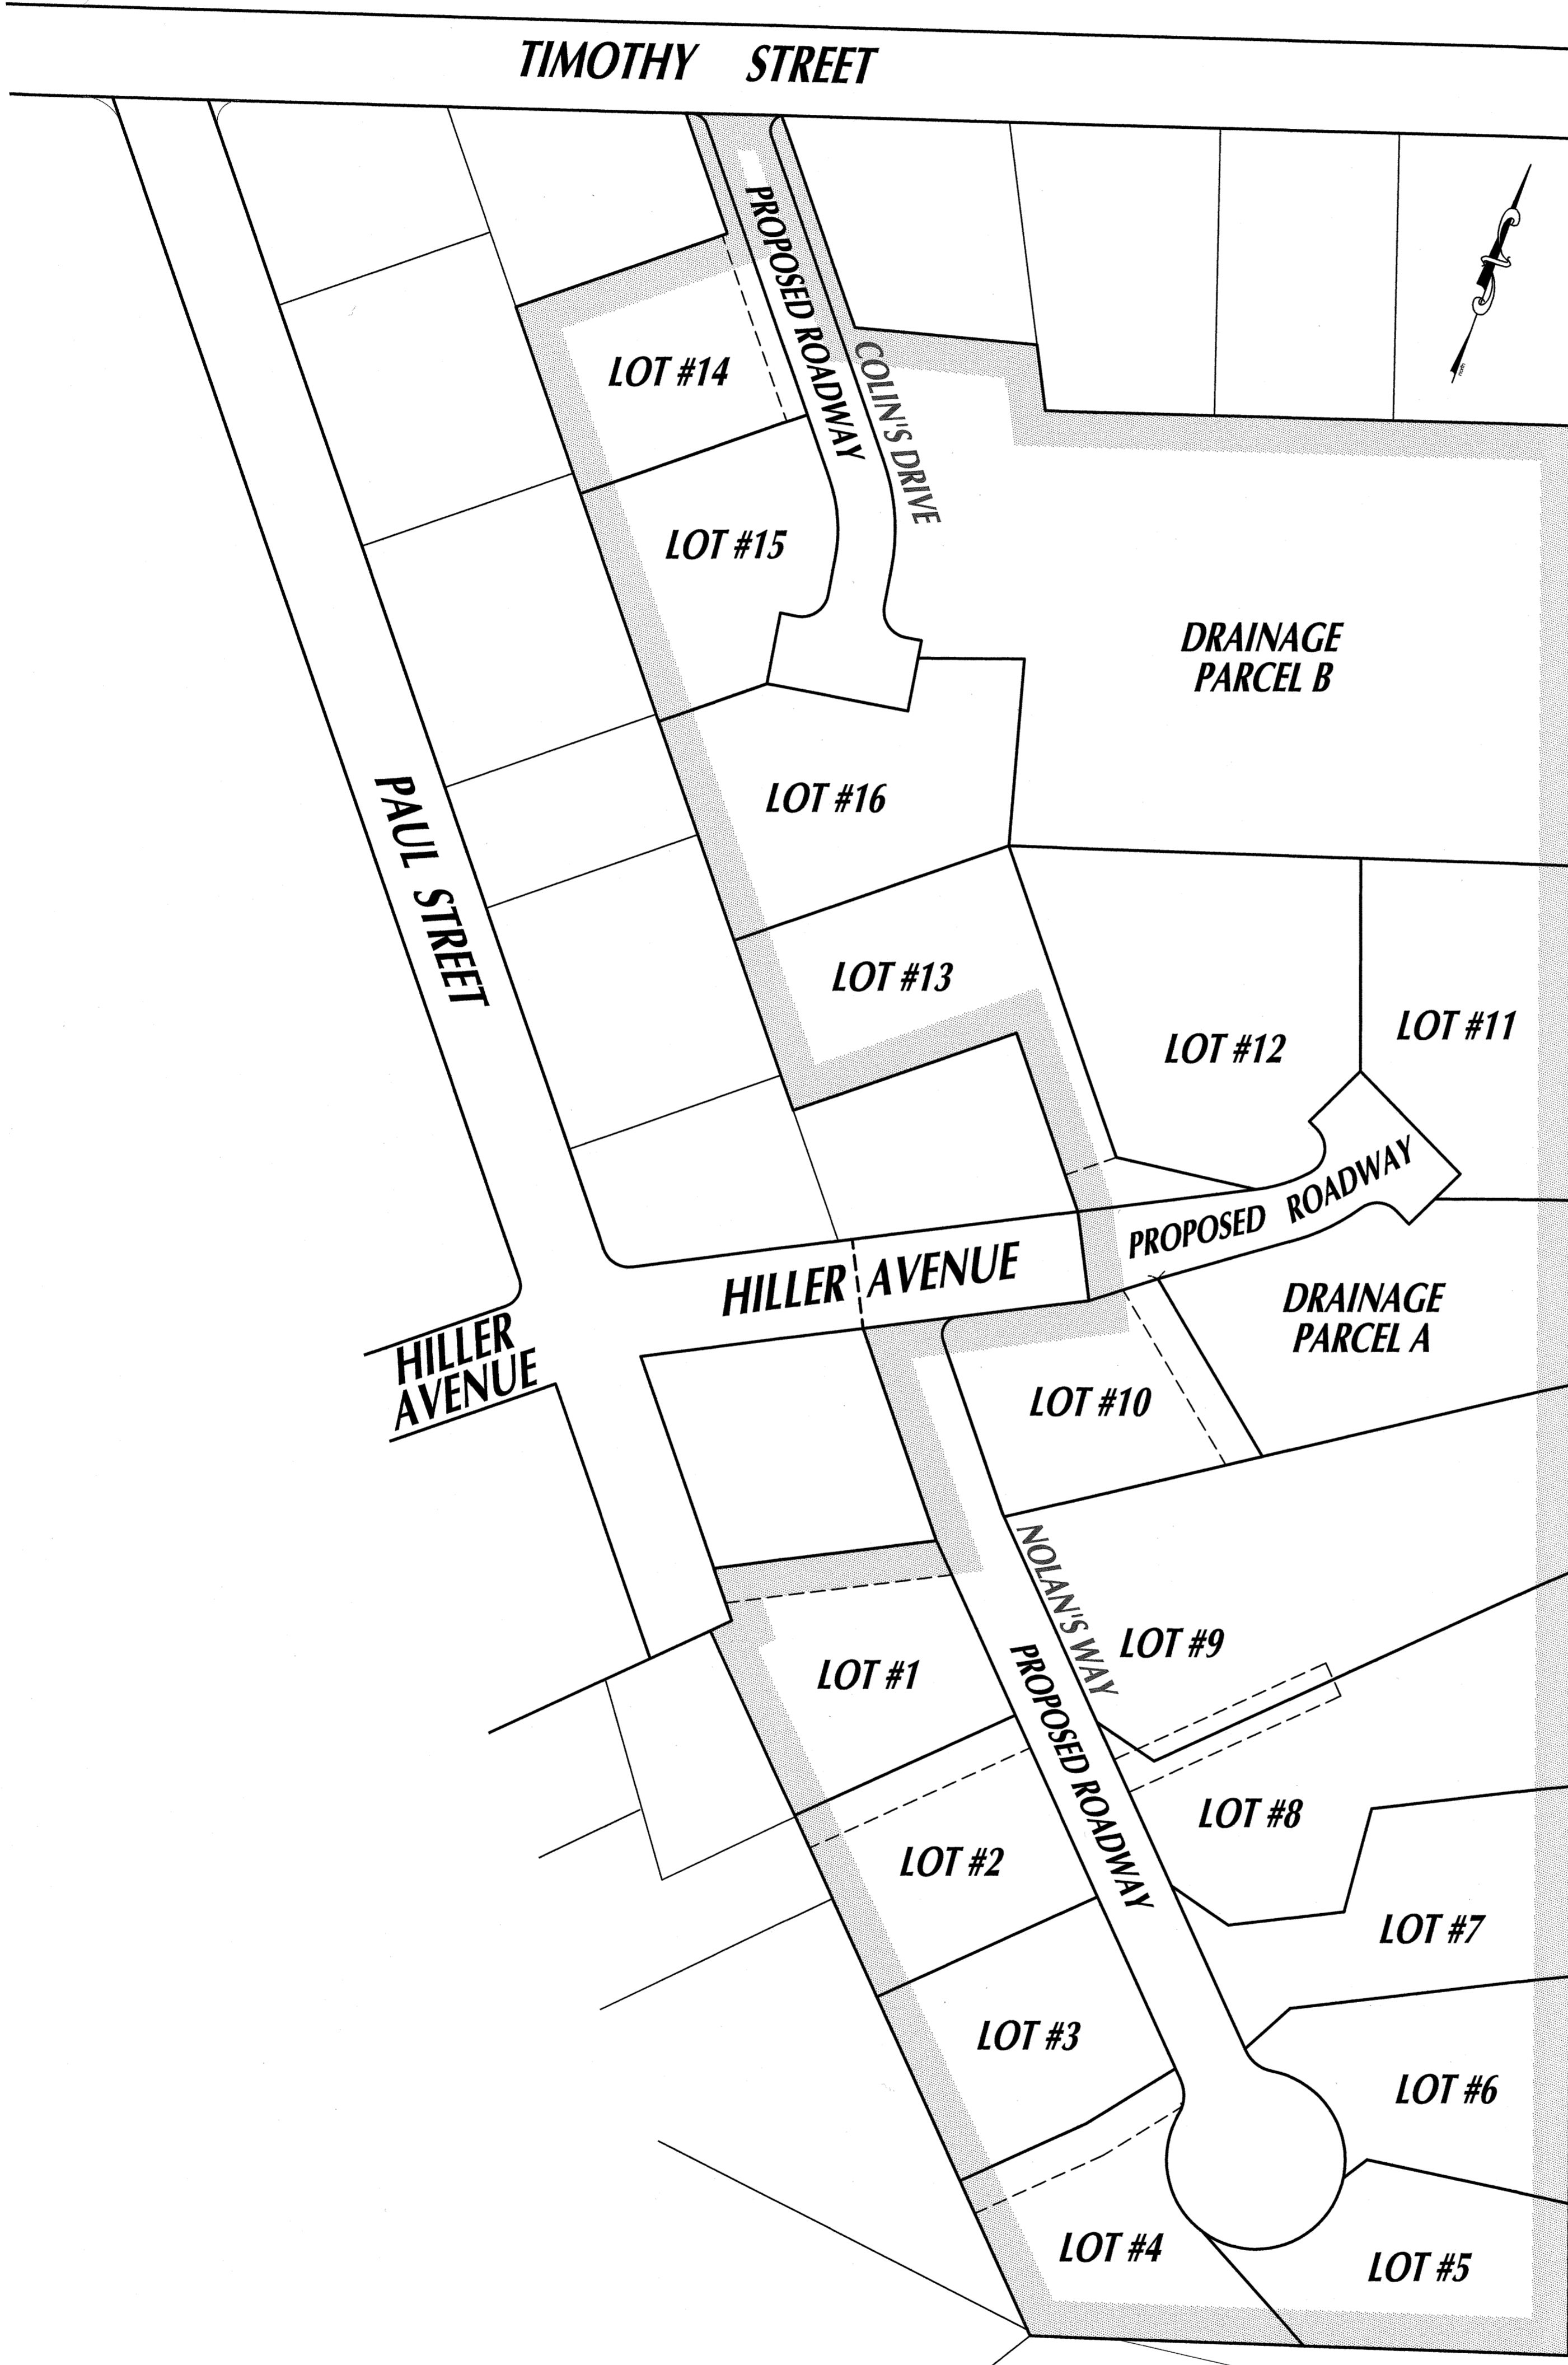 TIMOTHY STREET
PROPOSED ROADWAY
COLIN'S DRIVE
LOT #14
LOT #15
DRAINAGE
PARCEL B
LOT #16
PAUL STREET
LOT #13
LOT #12
LOT #11
PROPOSED ROADWAY
HILLER AVENUE
HILLER
AVENUE
DRAINAGE
PARCEL A
LOT #10
NOLAN'S WAY
LOT #9
LOT #1
PROPOSED ROADWAY
LOT #8
LOT #2
LOT #7
LOT #3
LOT #6
LOT #4
LOT #5